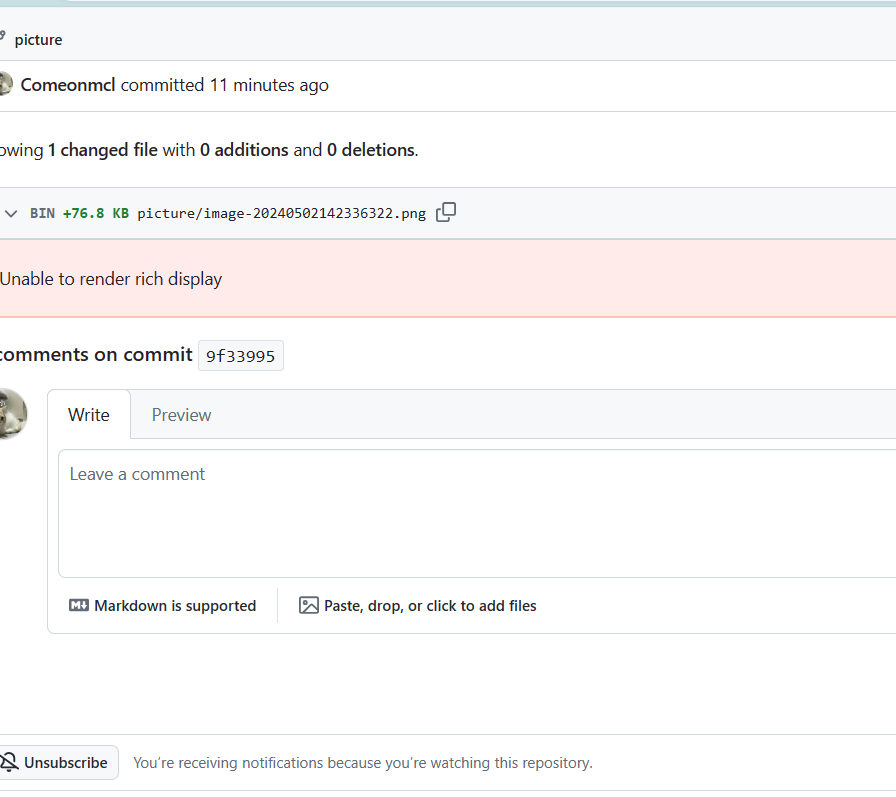 picture
Comeonmcl committed 11 minutes ago
owing 1 changed file with 0 additions and 0 deletions.
BIN +76.8 KB picture/image-20240502142336322.png
Unable to render rich display
comments on commit 9f33995
Write Preview
Leave a comment
Markdown is supported Paste, drop, or click to add files
Unsubscribe You're receiving notifications because you're watching this repository.